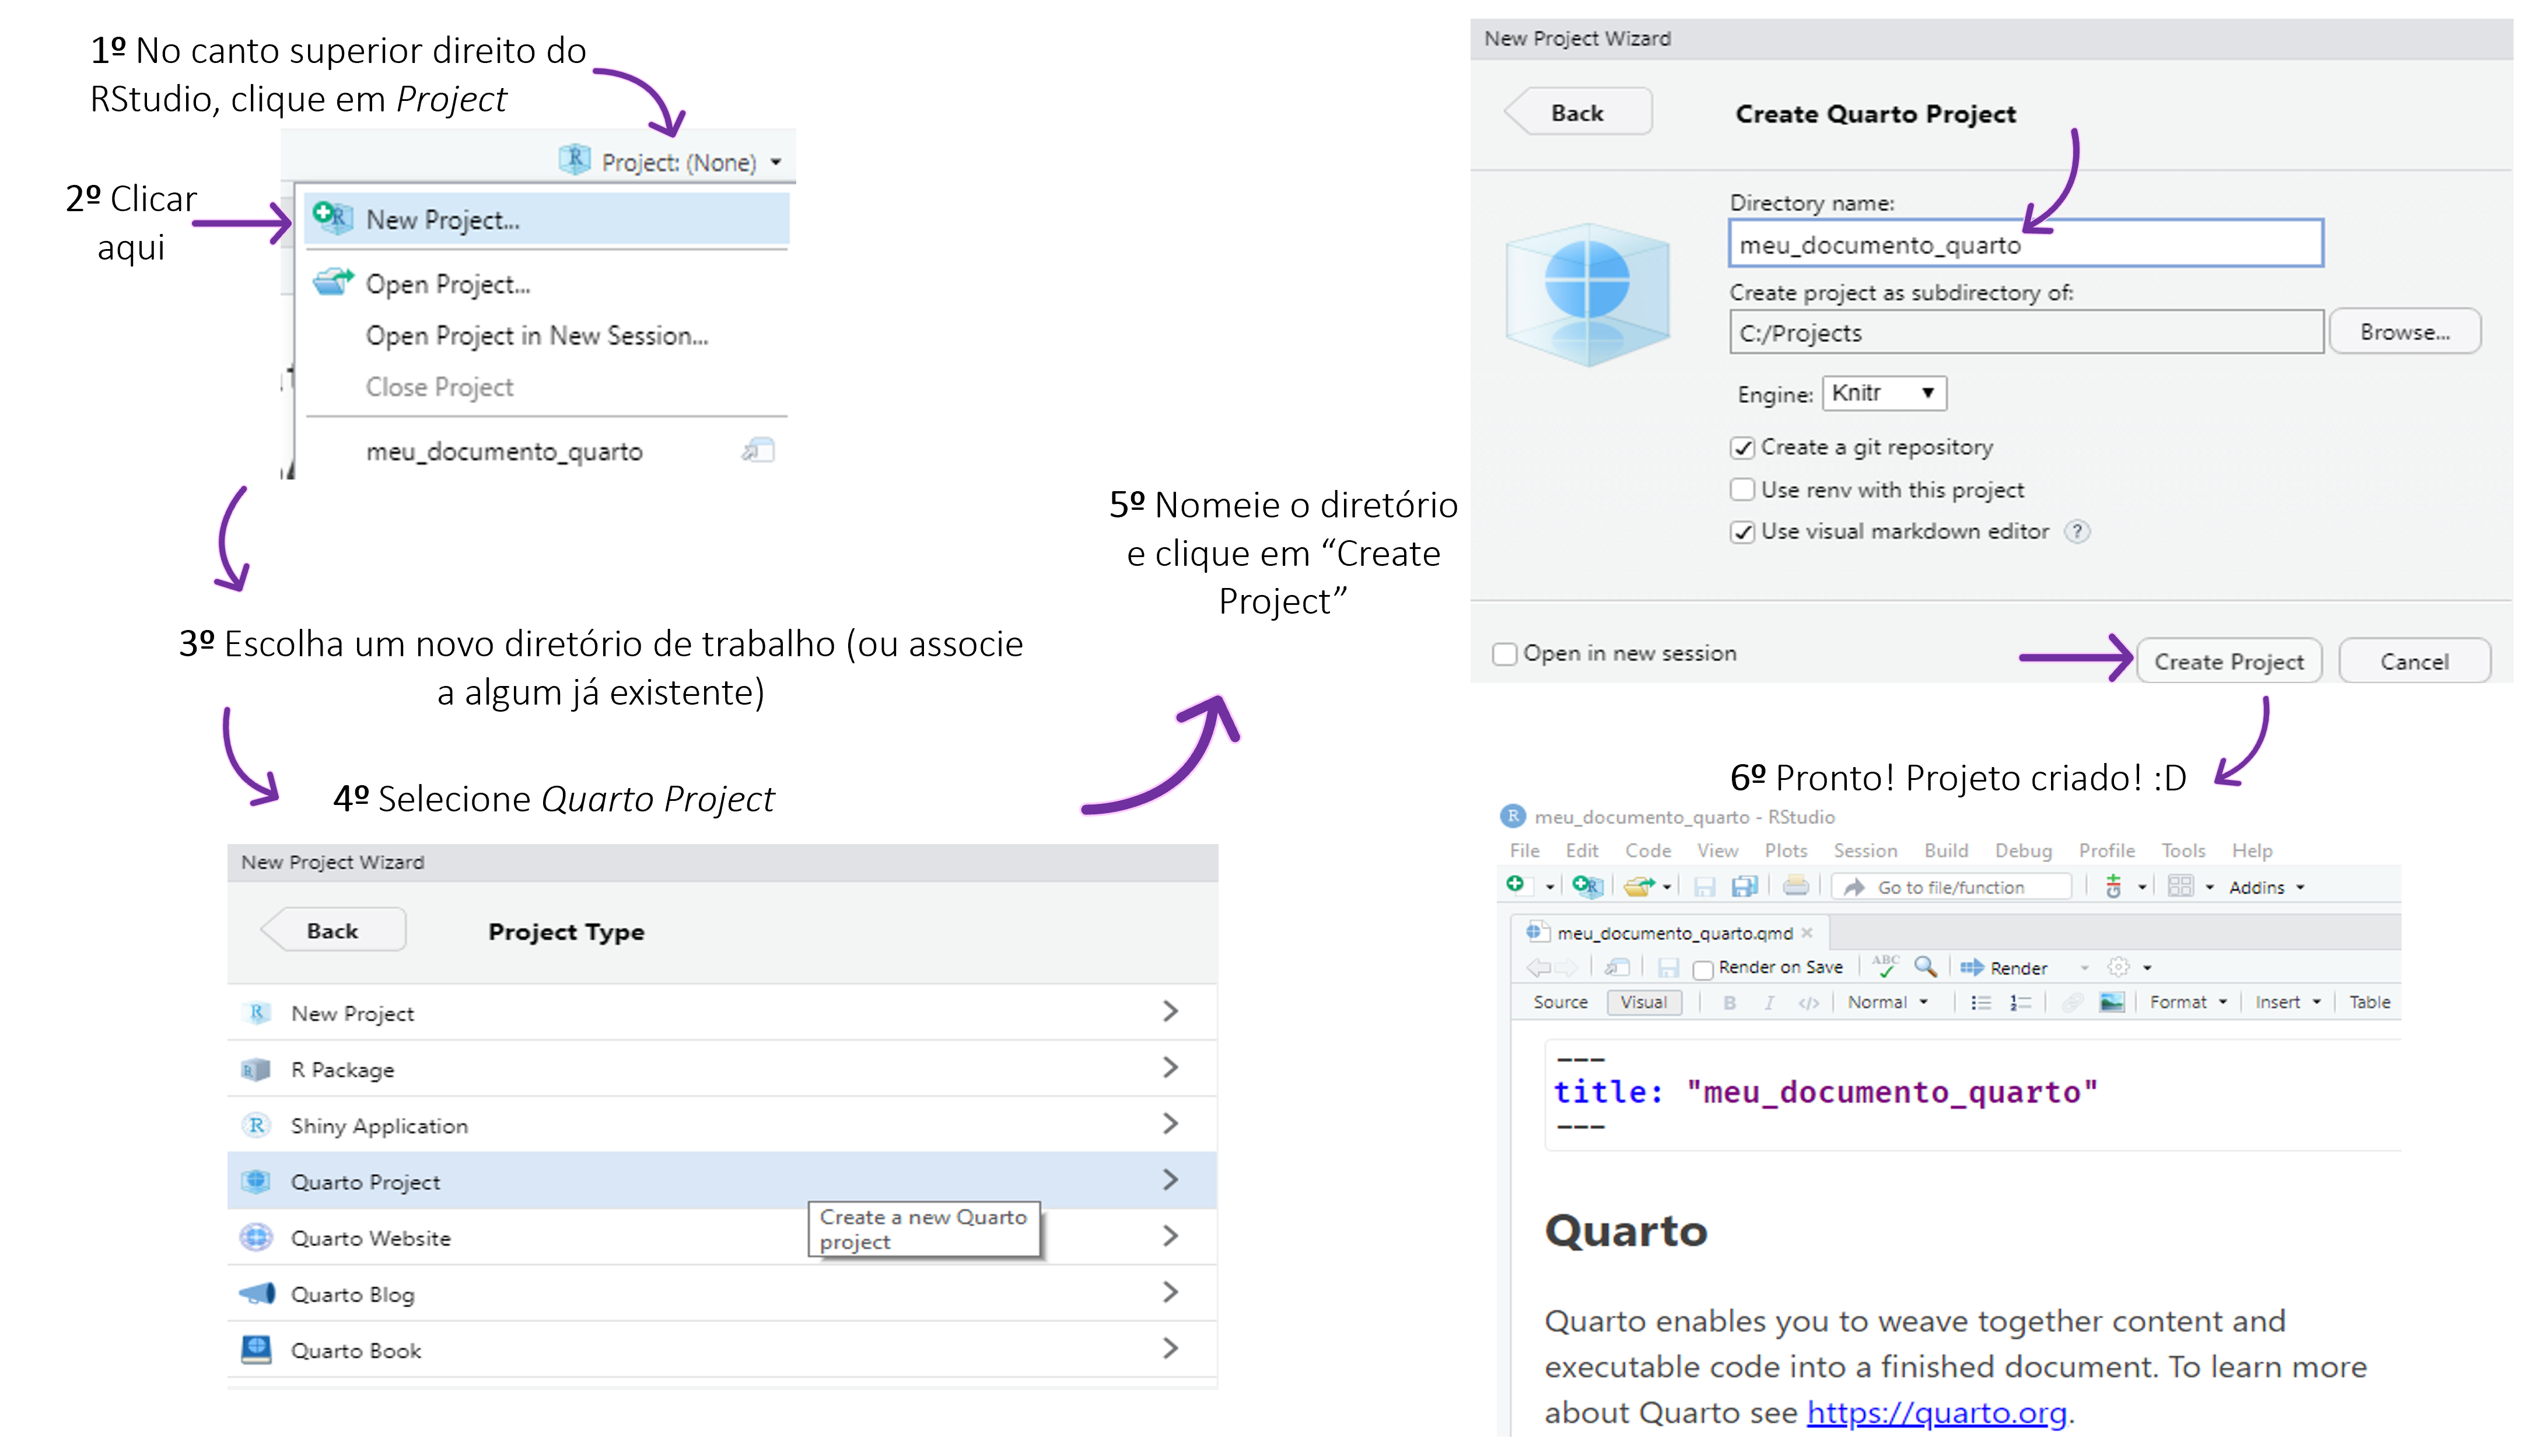 1º No canto superior direito do
RStudio, clique em Project
Project: (None)
2º Clicar
aqui
New Project...
Open Project...
Open Project in New Session...
Close Project
meu_documento_quarto
3º Escolha um novo diretório de trabalho (ou associe
a algum já existente)
4º Selecione Quarto Project
New Project Wizard
Back
Project Type
New Project
R Package
Shiny Application
Quarto Project
Create a new Quarto
project
Quarto Website
Quarto Blog
Quarto Book
5º Nomeie o diretório
e clique em “Create
Project”
New Project Wizard
Back
Create Quarto Project
Directory name:
meu_documento_quarto
Create project as subdirectory of:
C:/Projects
Browse...
Engine: Knitr
Create a git repository
Use renv with this project
Use visual markdown editor ?
Open in new session
Create Project
Cancel
6º Pronto! Projeto criado! :D
R meu_documento_quarto - RStudio
File Edit Code View Plots Session Build Debug Profile Tools Help
Go to file/function Addins
meu_documento_quarto.qmd
Render on Save ABC Render
Source Visual B I </> Normal Format Insert Table
---
title: "meu_documento_quarto"
---
Quarto
Quarto enables you to weave together content and
executable code into a finished document. To learn more
about Quarto see https://quarto.org.